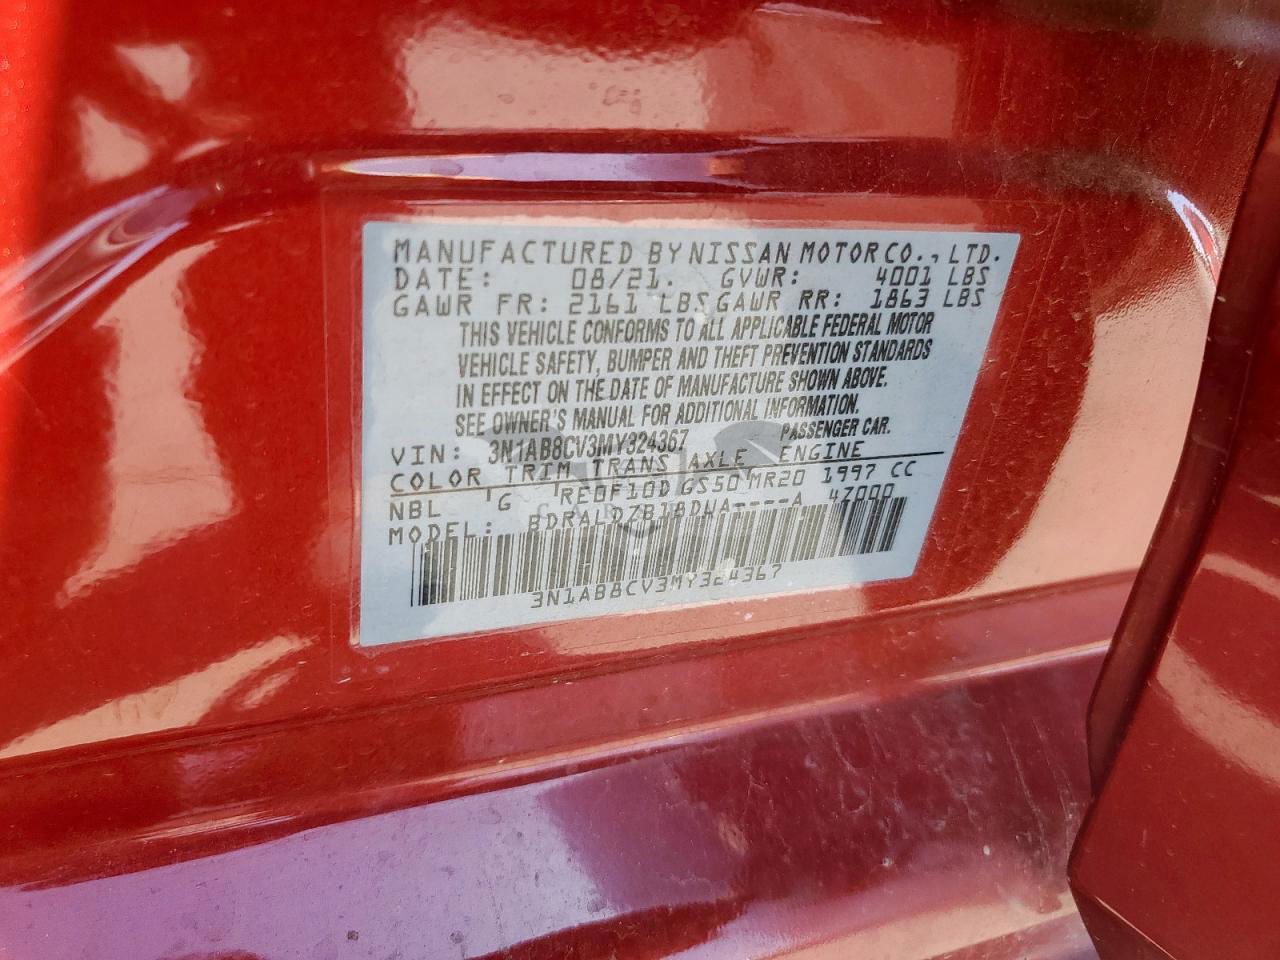 MANUFACTURED BY NISSAN MOTOR CO., LTD.
DATE: 08/21. GVWR: 4001 LBS
GAWR FR: 2161 LBS GAWR RR: 1863 LBS
THIS VEHICLE CONFORMS TO ALL APPLICABLE FEDERAL MOTOR
VEHICLE SAFETY, BUMPER AND THEFT PREVENTION STANDARDS
IN EFFECT ON THE DATE OF MANUFACTURE SHOWN ABOVE.
SEE OWNER'S MANUAL FOR ADDITIONAL INFORMATION.
VIN: 3N1AB8CV3MY324367 PASSENGER CAR.
COLOR TRIM TRANS AXLE ENGINE
NBL G RE0F10D GS50 MR20 1997 CC
MODEL: BDRALDZB18DWA----A 4Z000
3N1AB8CV3MY324367